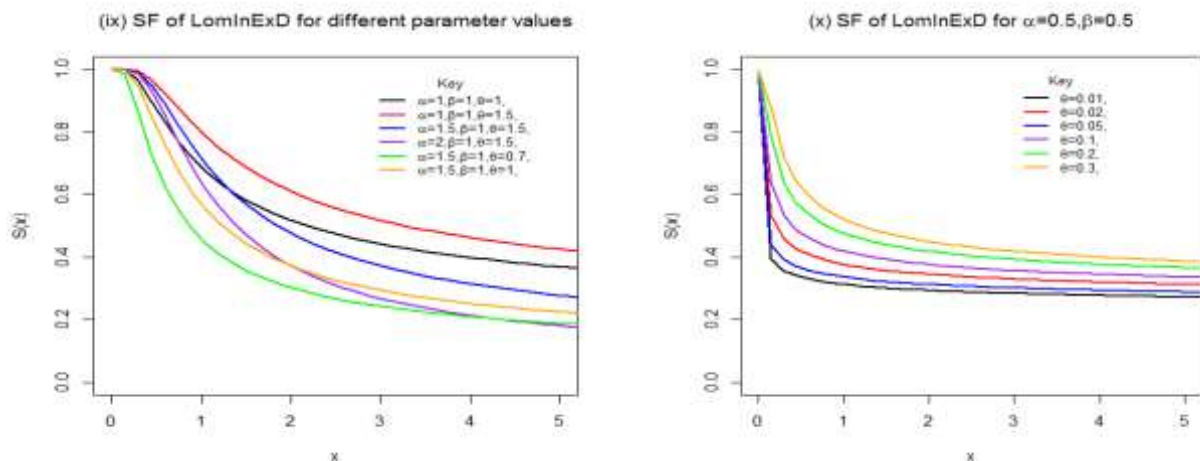 (ix) SF of LomInExD for different parameter values
Key
α=1,β=1,θ=1,
α=1,β=1,θ=1.5,
α=1.5,β=1,θ=1.5,
α=2,β=1,θ=1.5,
α=1.5,β=1,θ=0.7,
α=1.5,β=1,θ=1,
S(x)
1.0
0.8
0.6
0.4
0.2
0.0
0 1 2 3 4 5
x
(x) SF of LomInExD for α=0.5,β=0.5
Key
θ=0.01,
θ=0.02,
θ=0.05,
θ=0.1,
θ=0.2,
θ=0.3,
S(x)
1.0
0.8
0.6
0.4
0.2
0.0
0 1 2 3 4 5
x